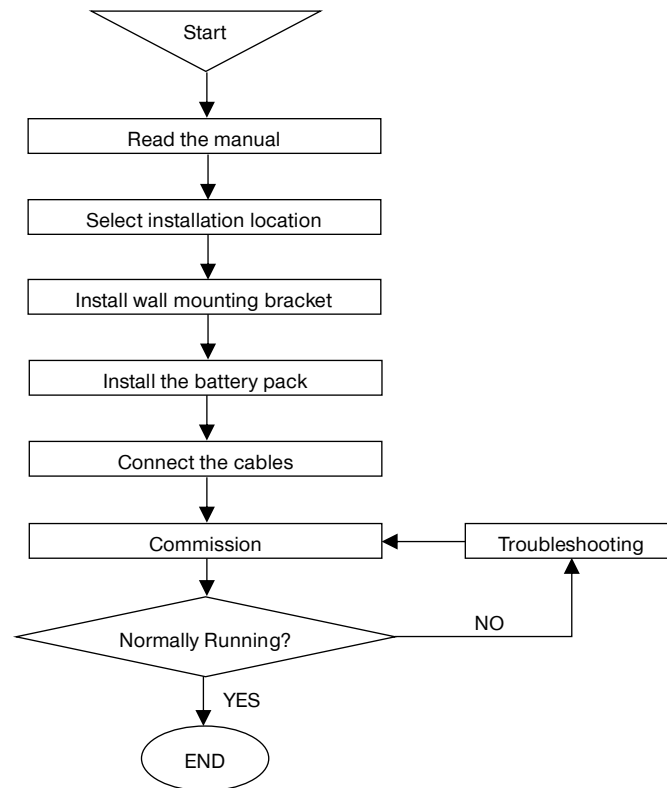 Start
Read the manual
Select installation location
Install wall mounting bracket
Install the battery pack
Connect the cables
Commission
Troubleshooting
Normally Running?
NO
YES
END